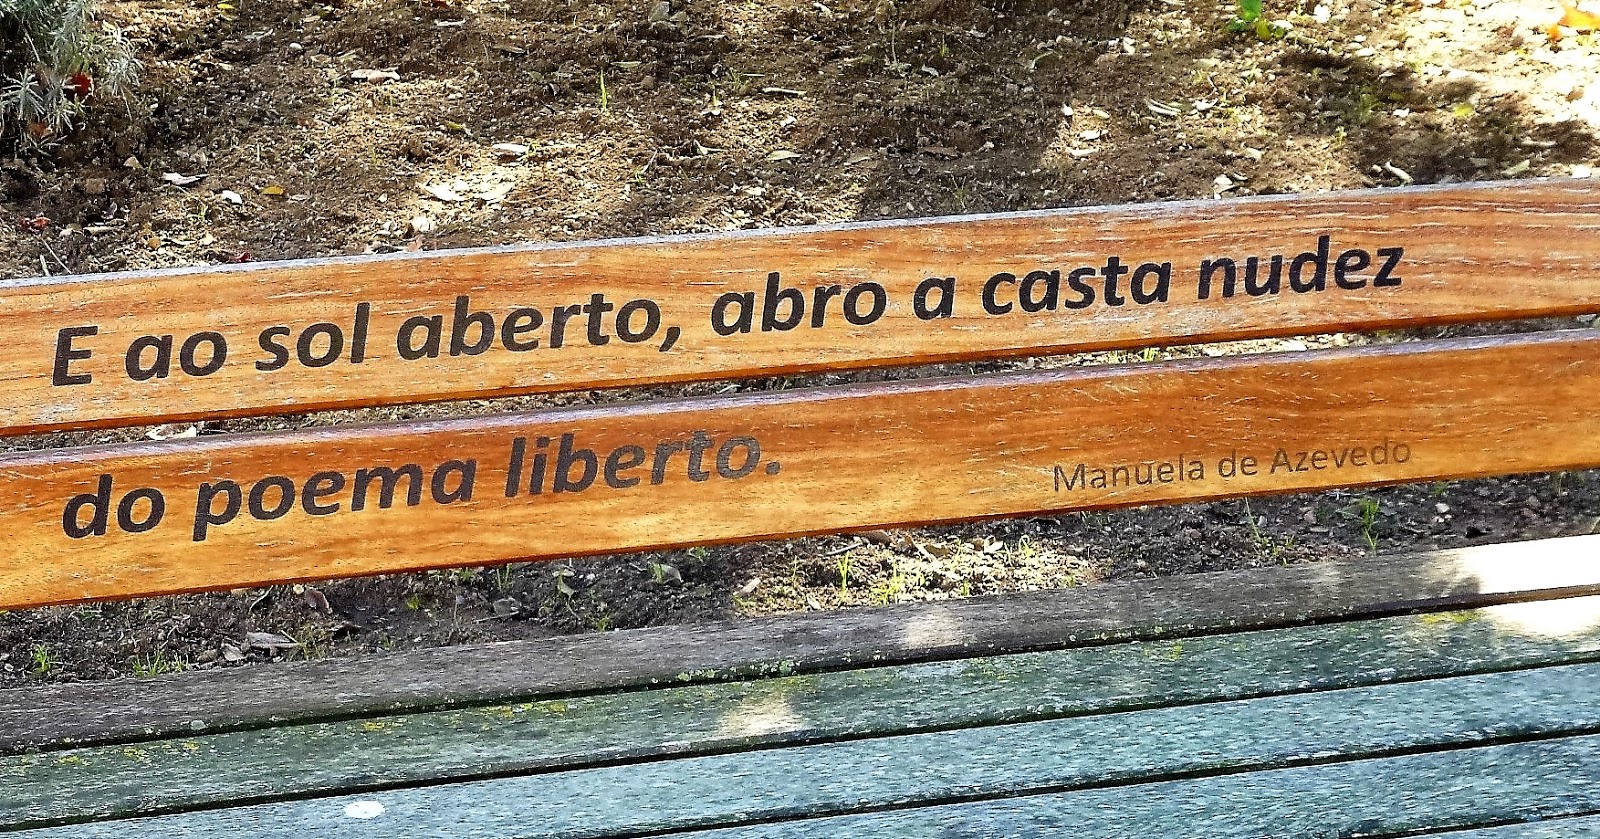 E ao sol aberto, abro a casta nudez
do poema liberto.
Manuela de Azevedo